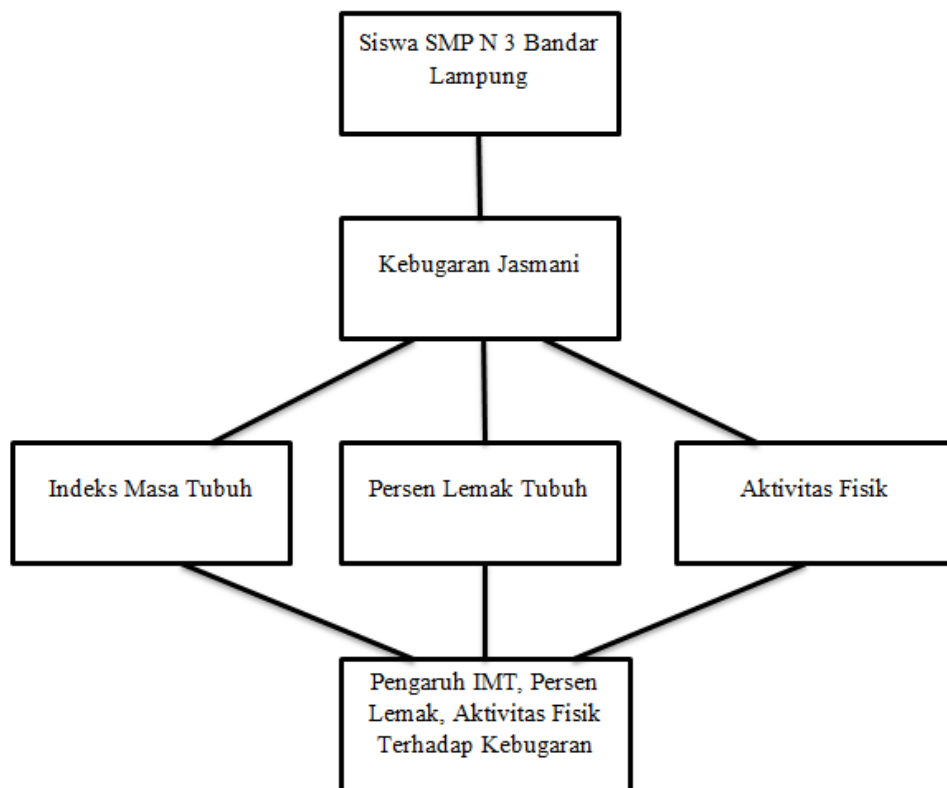 Siswa SMP N 3 Bandar
Lampung
Kebugaran Jasmani
Indeks Masa Tubuh
Persen Lemak Tubuh
Aktivitas Fisik
Pengaruh IMT, Persen
Lemak, Aktivitas Fisik
Terhadap Kebugaran